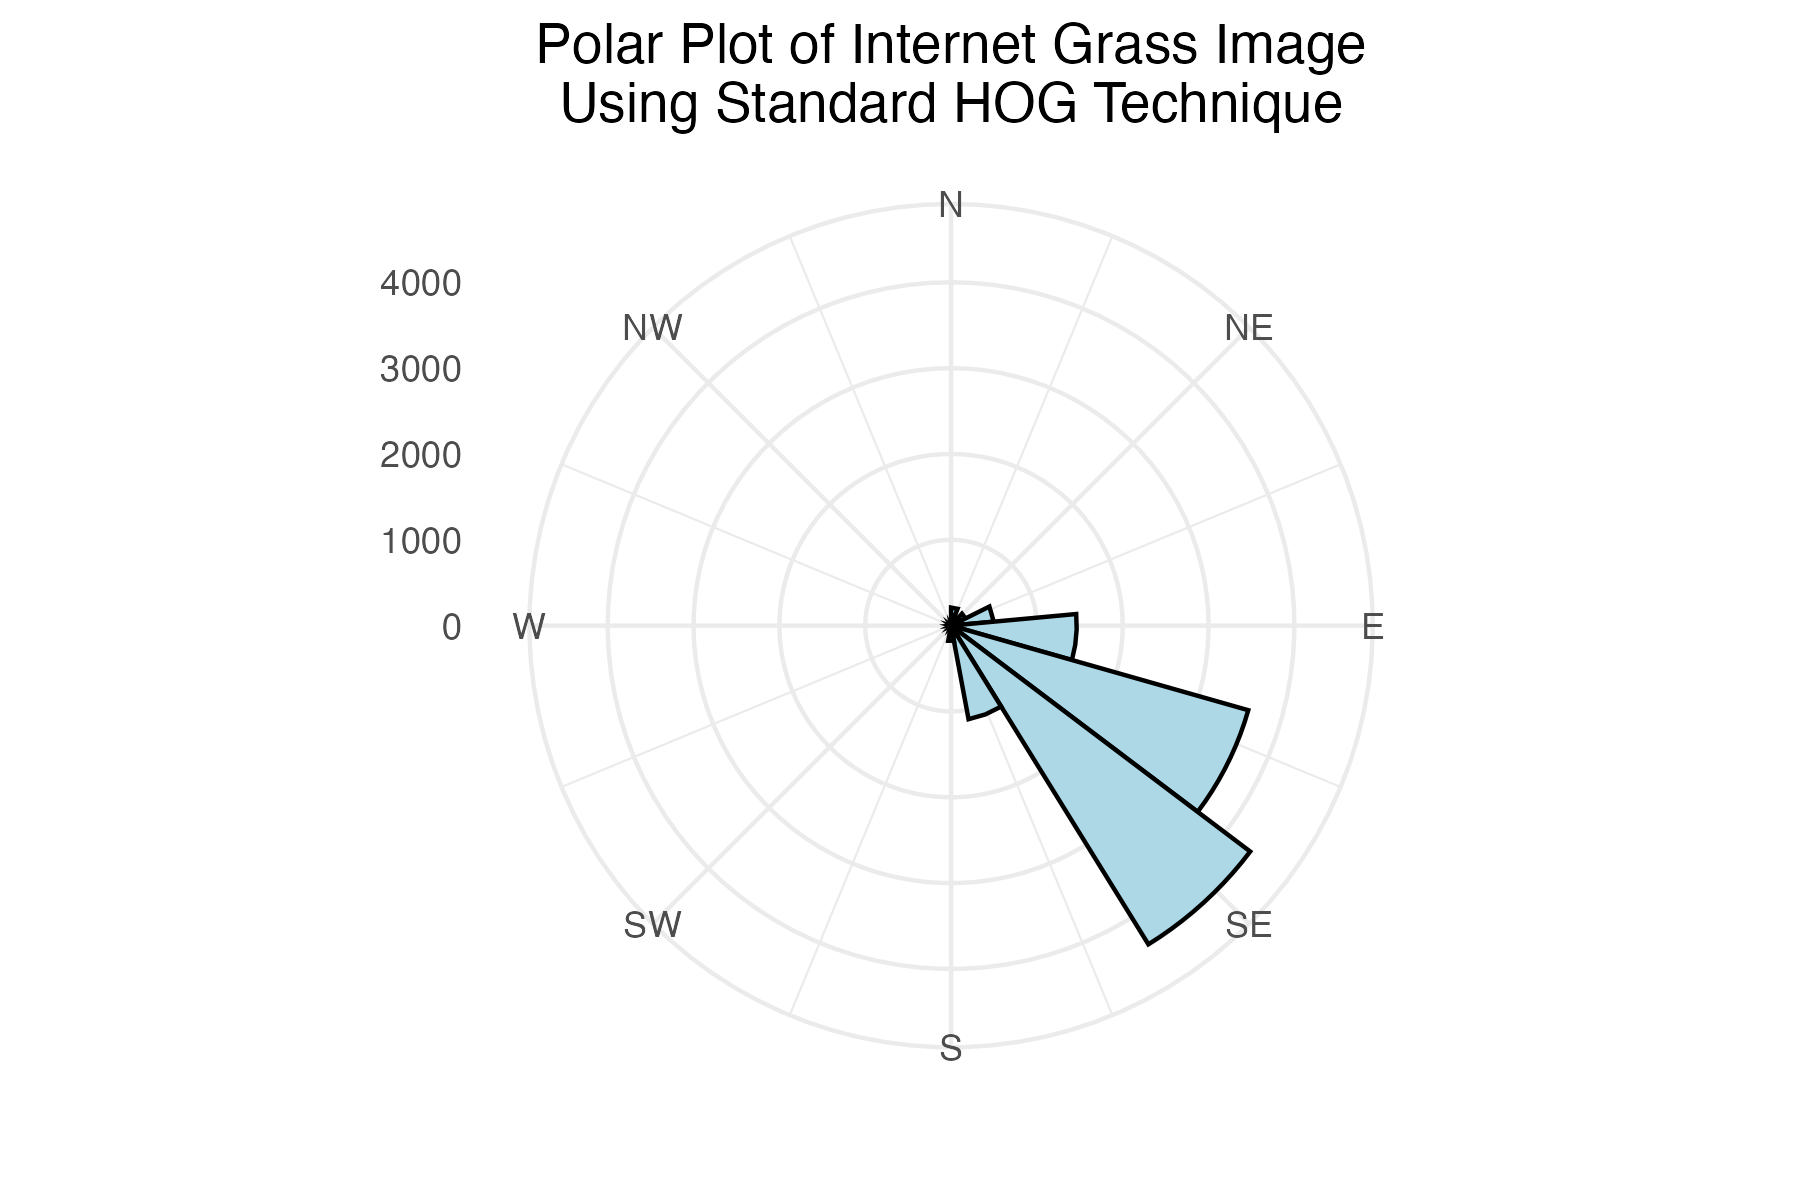 Polar Plot of Internet Grass Image
Using Standard HOG Technique
N
4000
NW
NE
3000
2000
1000
0
W
E
SW
SE
S